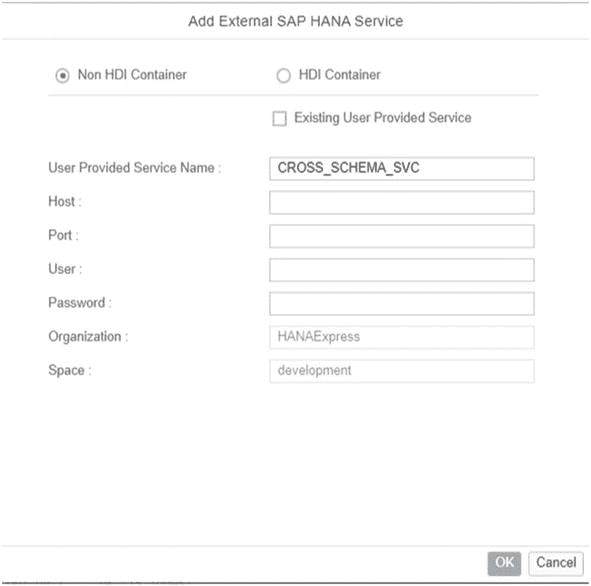 Add External SAP HANA Service
Non HDI Container HDI Container
Existing User Provided Service
User Provided Service Name : CROSS_SCHEMA_SVC
Host :
Port :
User :
Password :
Organization : HANAExpress
Space : development
OK Cancel